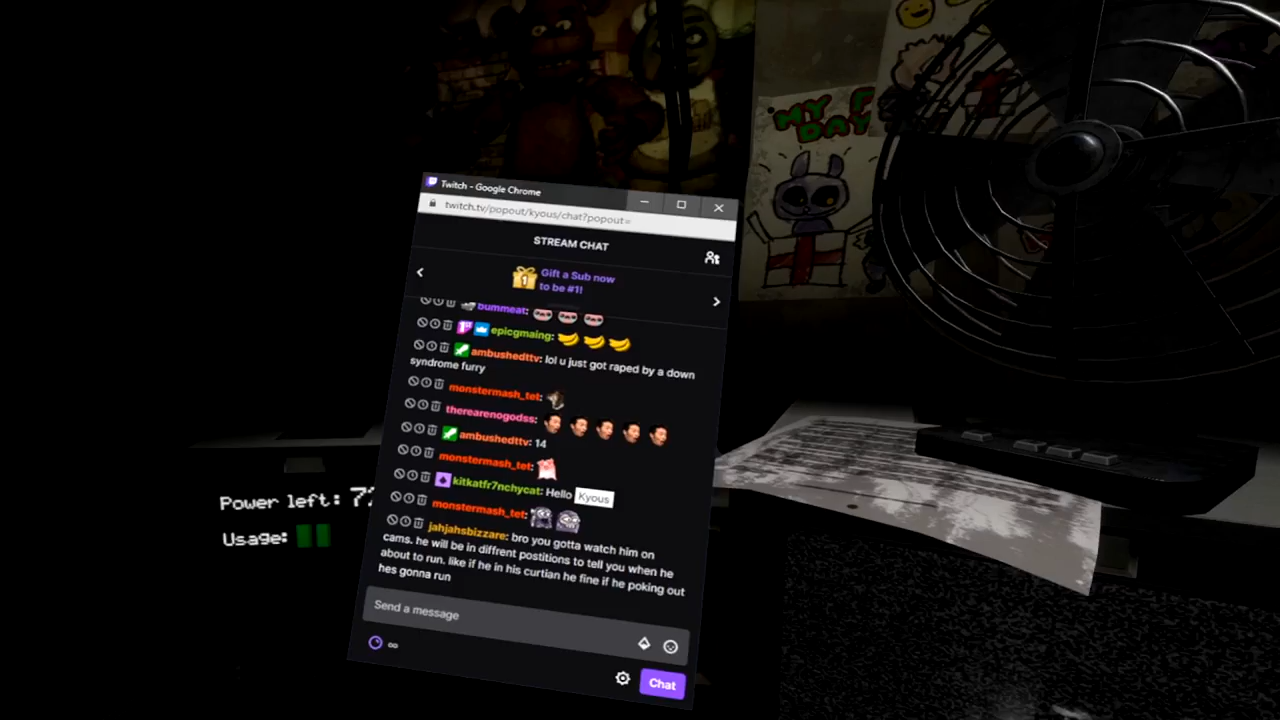 MY
DAY
Twitch - Google Chrome
twitch.tv/popout/kyous/chat?popout=
STREAM CHAT
1
Gift a Sub now
to be #1!
bummeat:
epicgmaing:
ambushedttv: lol u just got raped by a down
syndrome furry
monstermash_tet:
therearenogodss:
ambushedttv: 14
monstermash_tet:
kitkatfr7nchycat: Hello Kyous
monstermash_tet:
jahjahsbizzare: bro you gotta watch him on
cams. he will be in diffrent postitions to tell you when he
about to run. like if he in his curtian he fine if he poking out
hes gonna run
Power left: 7
Usage:
Send a message
∞
Chat